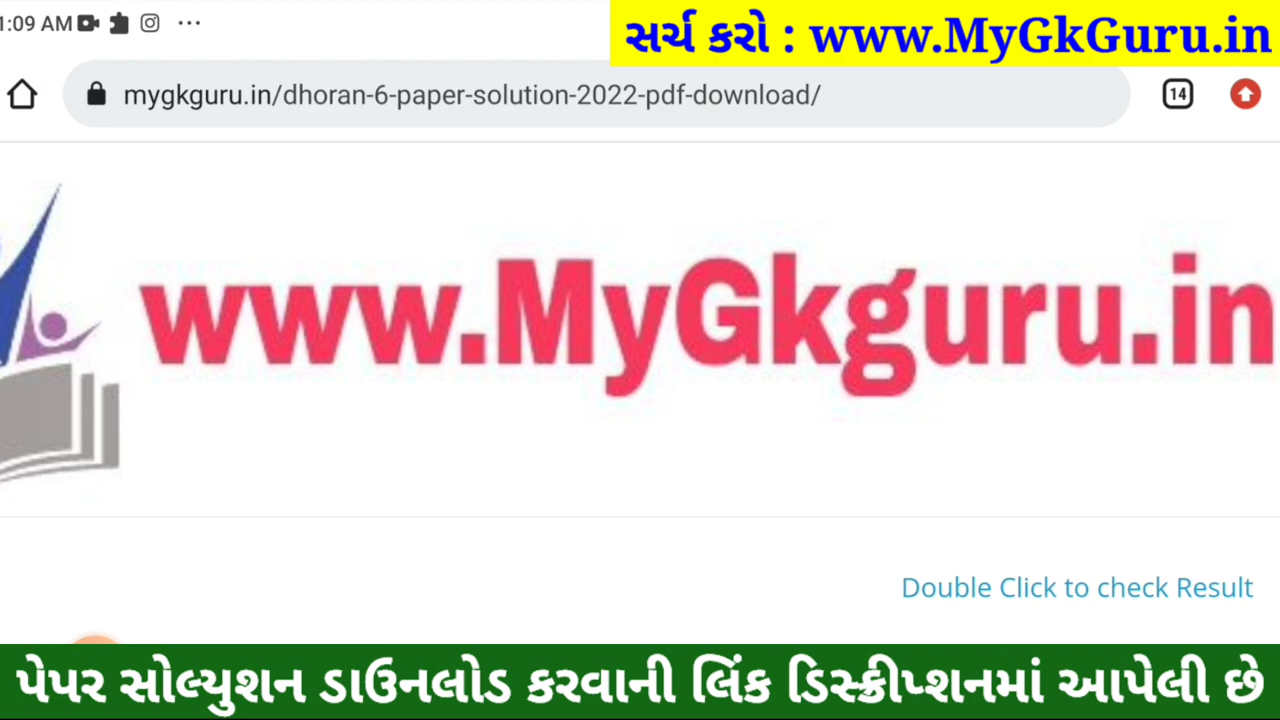 1:09 AM
સર્ચ કરો : www.MyGkGuru.in
mygkguru.in/dhoran-6-paper-solution-2022-pdf-download/
14
www.MyGkguru.in
Double Click to check Result
પેપર સોલ્યુશન ડાઉનલોડ કરવાની લિંક ડિસ્ક્રીપ્શનમાં આપેલી છે